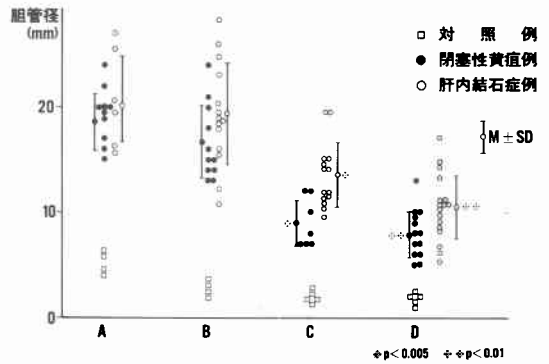 胆管径
(mm)
20
10
0
A B C D
□ 対 照 例
● 閉塞性黄疸例
○ 肝内結石症例
M ± SD
✢p<0.005 ✢✢p<0.01